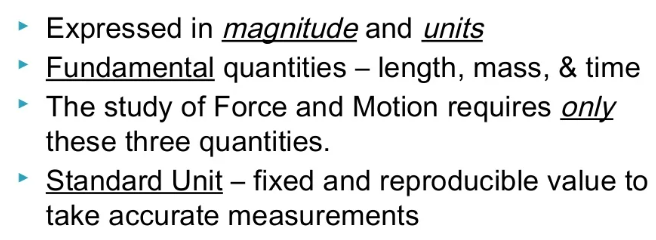 Expressed in magnitude and units
Fundamental quantities – length, mass, & time
The study of Force and Motion requires only
these three quantities.
Standard Unit – fixed and reproducible value to
take accurate measurements